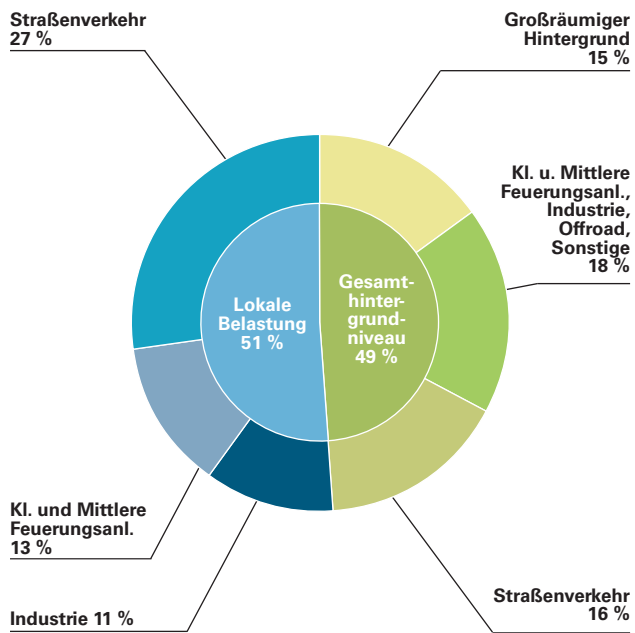 Straßenverkehr
27 %
Großräumiger
Hintergrund
15 %
Kl. u. Mittlere
Feuerungsanl.,
Industrie,
Offroad,
Sonstige
18 %
Lokale
Belastung
51 %
Gesamt-
hinter-
grund-
niveau
49 %
Kl. und Mittlere
Feuerungsanl.
13 %
Industrie 11 %
Straßenverkehr
16 %